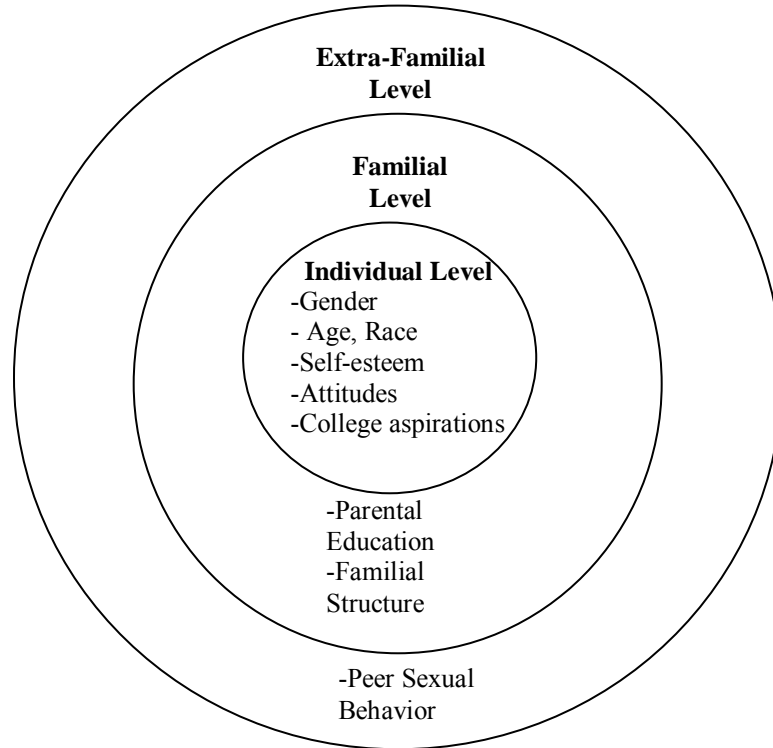 Extra-Familial
Level
Familial
Level
Individual Level
-Gender
- Age, Race
-Self-esteem
-Attitudes
-College aspirations
-Parental
Education
-Familial
Structure
-Peer Sexual
Behavior